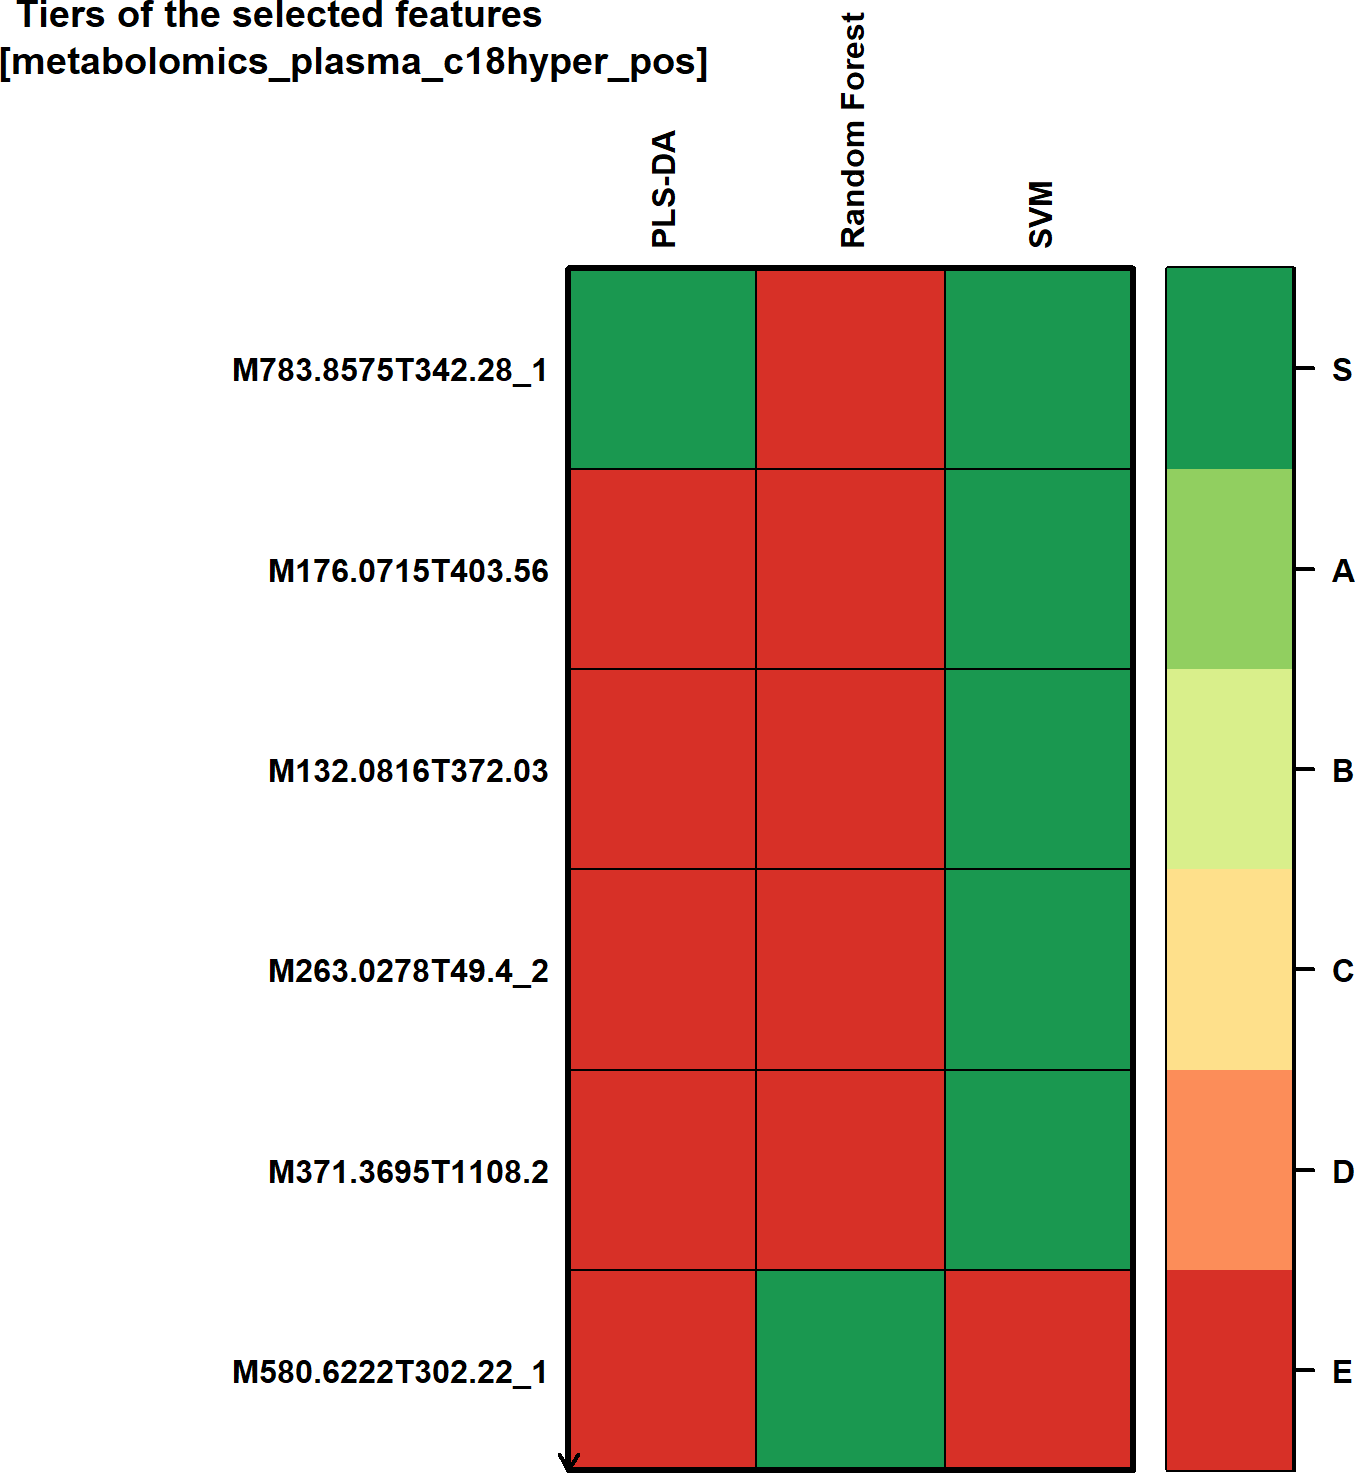 Tiers of the selected features
[metabolomics_plasma_c18hyper_pos]
PLS-DA
Random Forest
SVM
M783.8575T342.28_1
M176.0715T403.56
M132.0816T372.03
M263.0278T49.4_2
M371.3695T1108.2
M580.6222T302.22_1
S
A
B
C
D
E